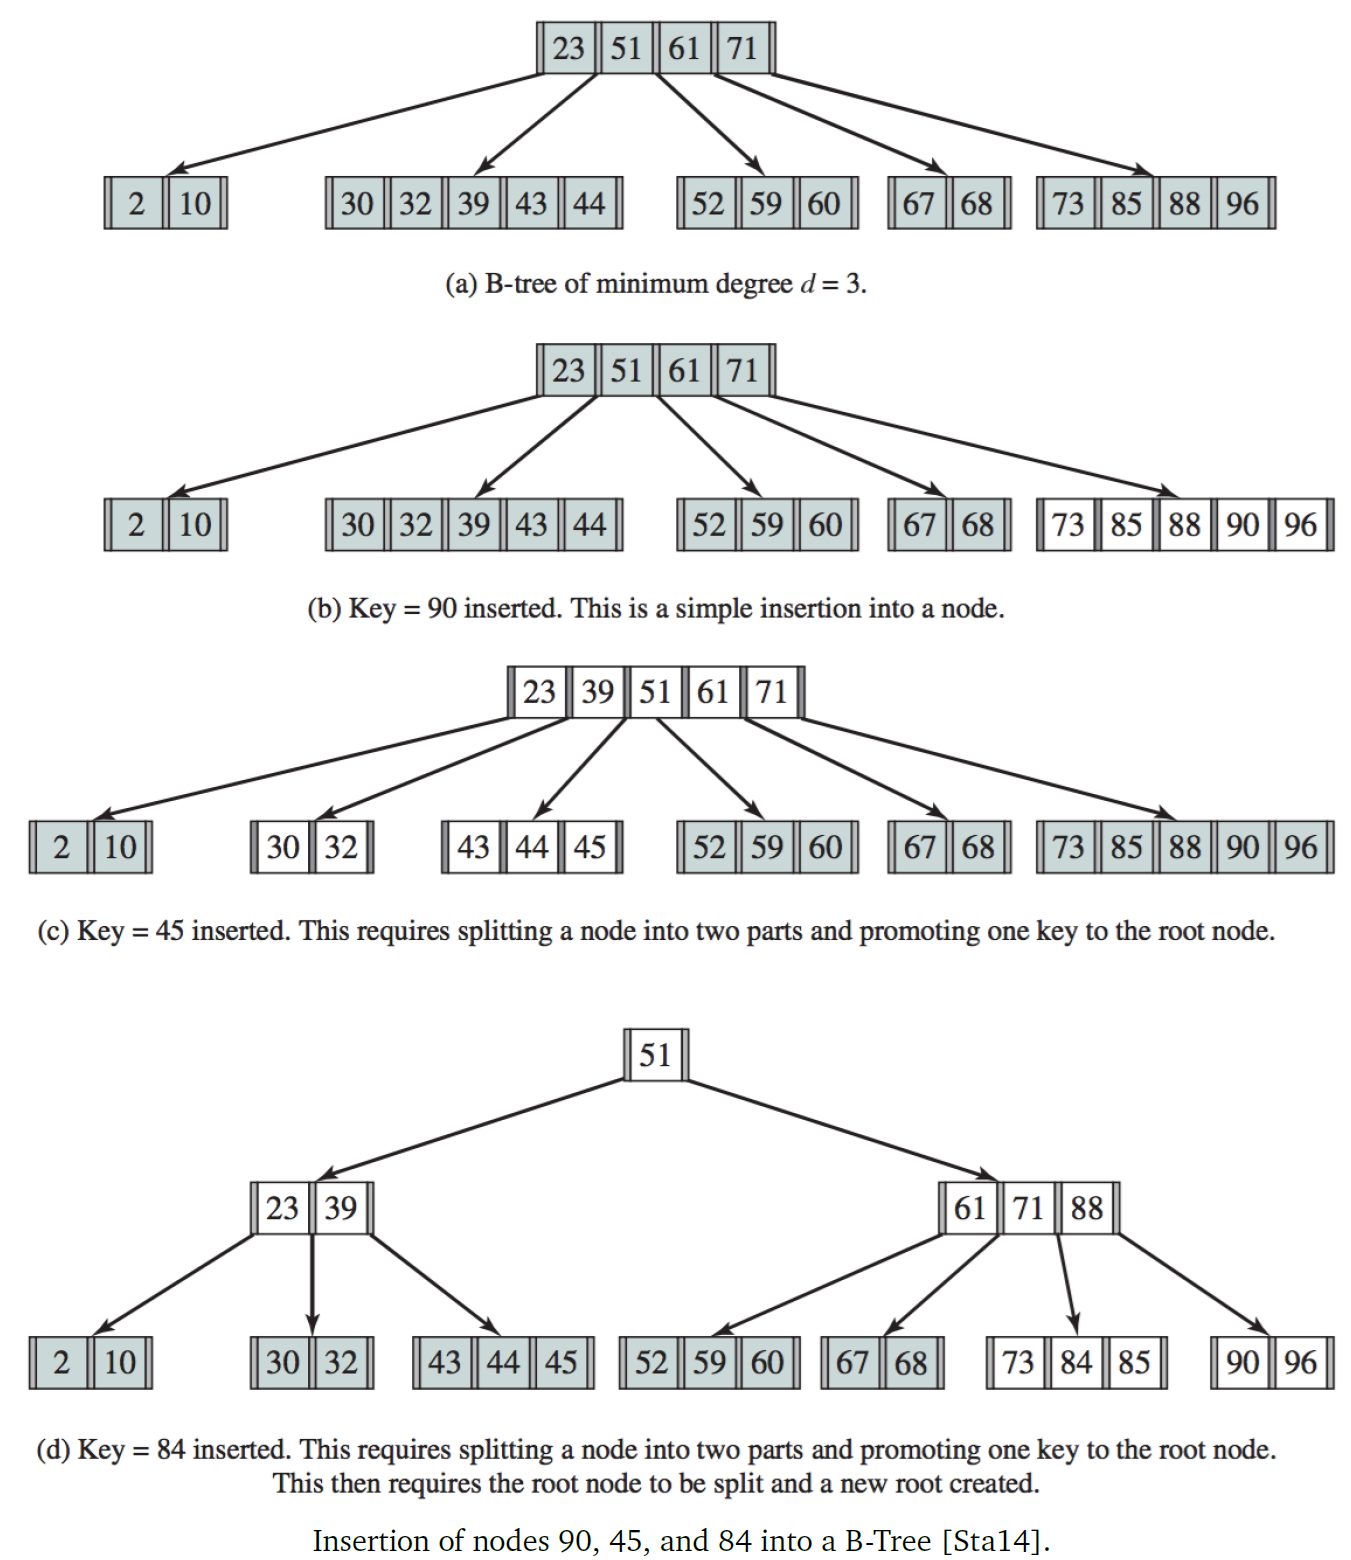 23 51 61 71
2 10 30 32 39 43 44 52 59 60 67 68 73 85 88 96
(a) B-tree of minimum degree d = 3.
23 51 61 71
2 10 30 32 39 43 44 52 59 60 67 68 73 85 88 90 96
(b) Key = 90 inserted. This is a simple insertion into a node.
23 39 51 61 71
2 10 30 32 43 44 45 52 59 60 67 68 73 85 88 90 96
(c) Key = 45 inserted. This requires splitting a node into two parts and promoting one key to the root node.
51
23 39 61 71 88
2 10 30 32 43 44 45 52 59 60 67 68 73 84 85 90 96
(d) Key = 84 inserted. This requires splitting a node into two parts and promoting one key to the root node.
This then requires the root node to be split and a new root created.
Insertion of nodes 90, 45, and 84 into a B-Tree [Sta14].